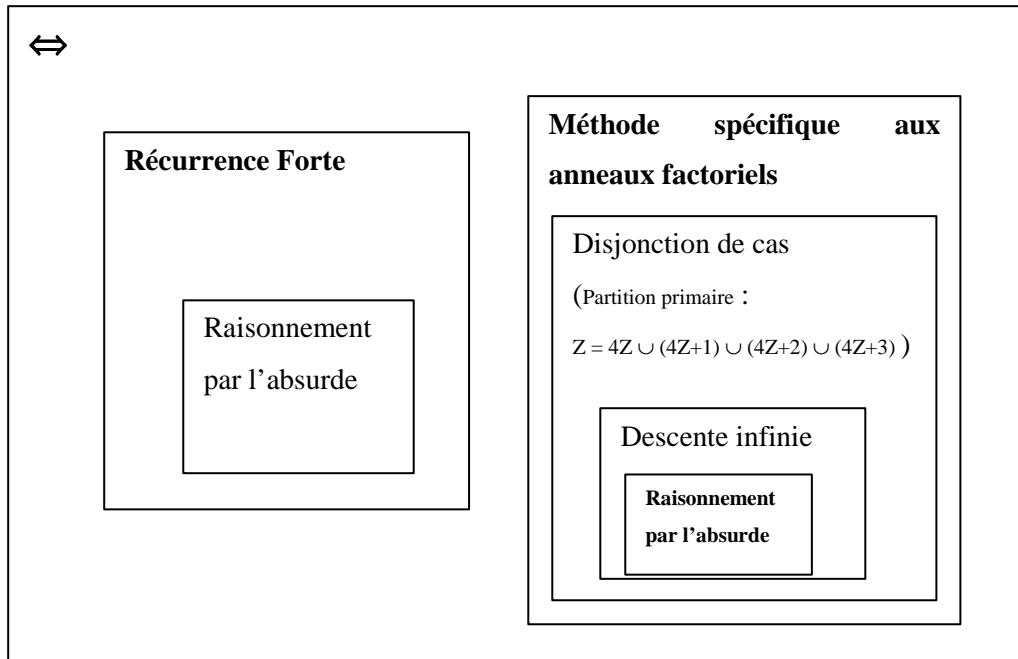 ⇔
Récurrence Forte
Raisonnement
par l’absurde
Méthode spécifique aux
anneaux factoriels
Disjonction de cas
(Partition primaire :
Z = 4Z ∪ (4Z+1) ∪ (4Z+2) ∪ (4Z+3) )
Descente infinie
Raisonnement
par l’absurde